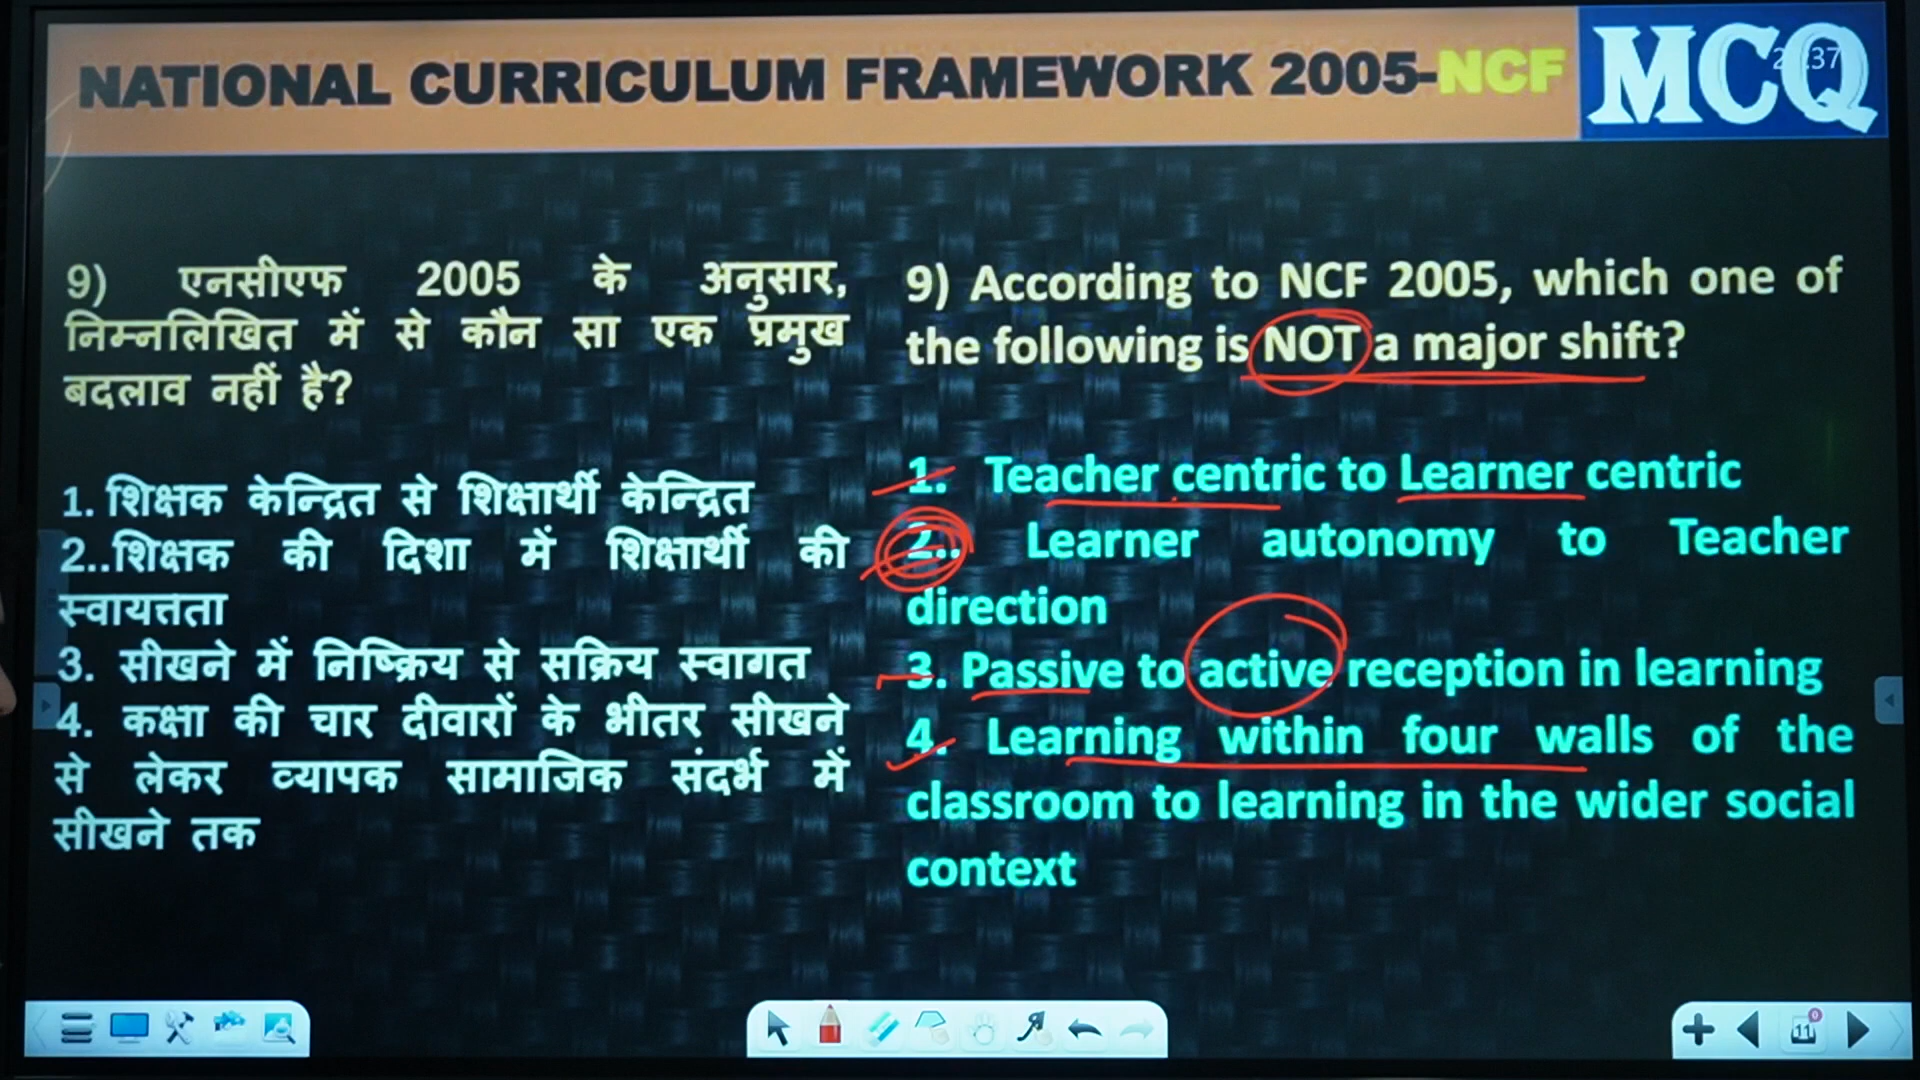 NATIONAL CURRICULUM FRAMEWORK 2005-NCF
MCQ
9) एनसीएफ 2005 के अनुसार,
निम्नलिखित में से कौन सा एक प्रमुख
बदलाव नहीं है?
1. शिक्षक केन्द्रित से शिक्षार्थी केन्द्रित
2..शिक्षक की दिशा में शिक्षार्थी की
स्वायत्तता
3. सीखने में निष्क्रिय से सक्रिय स्वागत
4. कक्षा की चार दीवारों के भीतर सीखने
से लेकर व्यापक सामाजिक संदर्भ में
सीखने तक
9) According to NCF 2005, which one of
the following is NOT a major shift?
1. Teacher centric to Learner centric
2.. Learner autonomy to Teacher
direction
3. Passive to active reception in learning
4. Learning within four walls of the
classroom to learning in the wider social
context
11
0